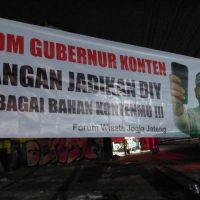 OM GUBERNUR KONTEN
ANGAN JADIKAN DIY
BAGAI BAHAN KONTENMU !!!
Forum Wisata Jogja Jateng